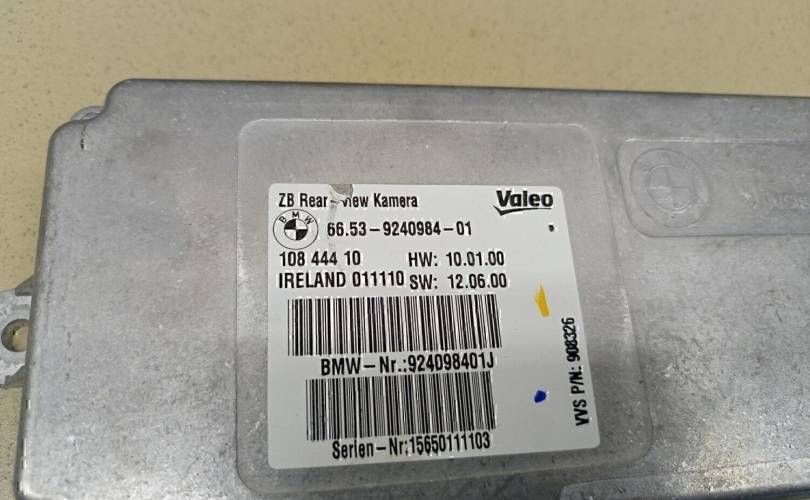 ZB Rear-View Kamera
Valeo
BMW
66.53-9240984-01
108 444 10 HW: 10.01.00
IRELAND 011110 SW: 12.06.00
BMW-Nr.:924098401J
Serien-Nr:15650111103
VVS P/N: 908326